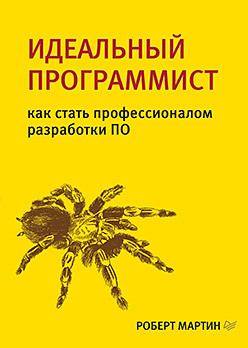 ИДЕАЛЬНЫЙ
ПРОГРАММИСТ
как стать профессионалом
разработки ПО
РОБЕРТ МАРТИН